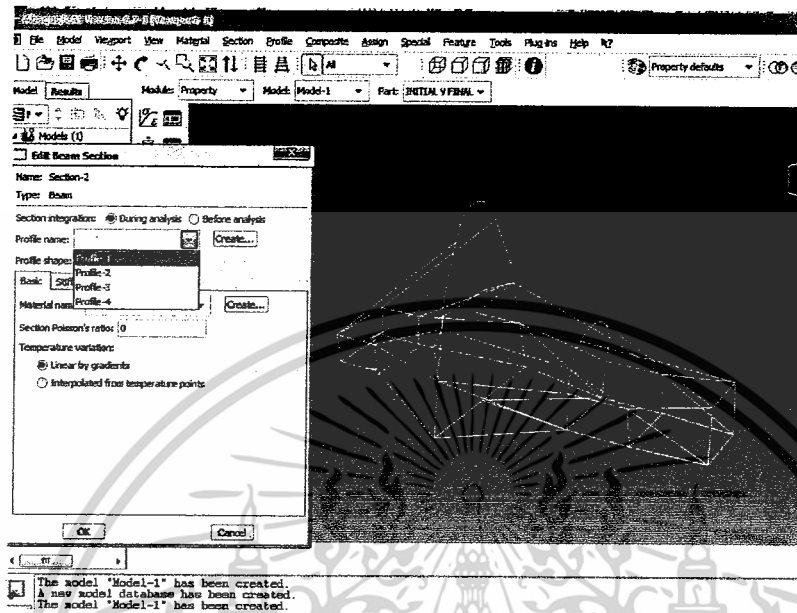 File Model Viewport View Material Section Profile Composite Assign Special Feature Tools Plug-ins Help
All
Property defaults
Model Results Module: Property Model: Model-1 Part: INITIAL Y FINAL
Models (1)
Edit Beam Section
Name: Section-2
Type: Beam
Section integration: During analysis Before analysis
Profile name: Create...
Profile shape: Profile-1
Profile-2
Profile-3
Profile-4
Basic
Material name Create...
Section Poisson's ratio: 0
Temperature variation:
Linear by gradients
Interpolated from temperature points
OK Cancel
The model "Model-1" has been created.
A new model database has been created.
The model "Model-1" has been created.